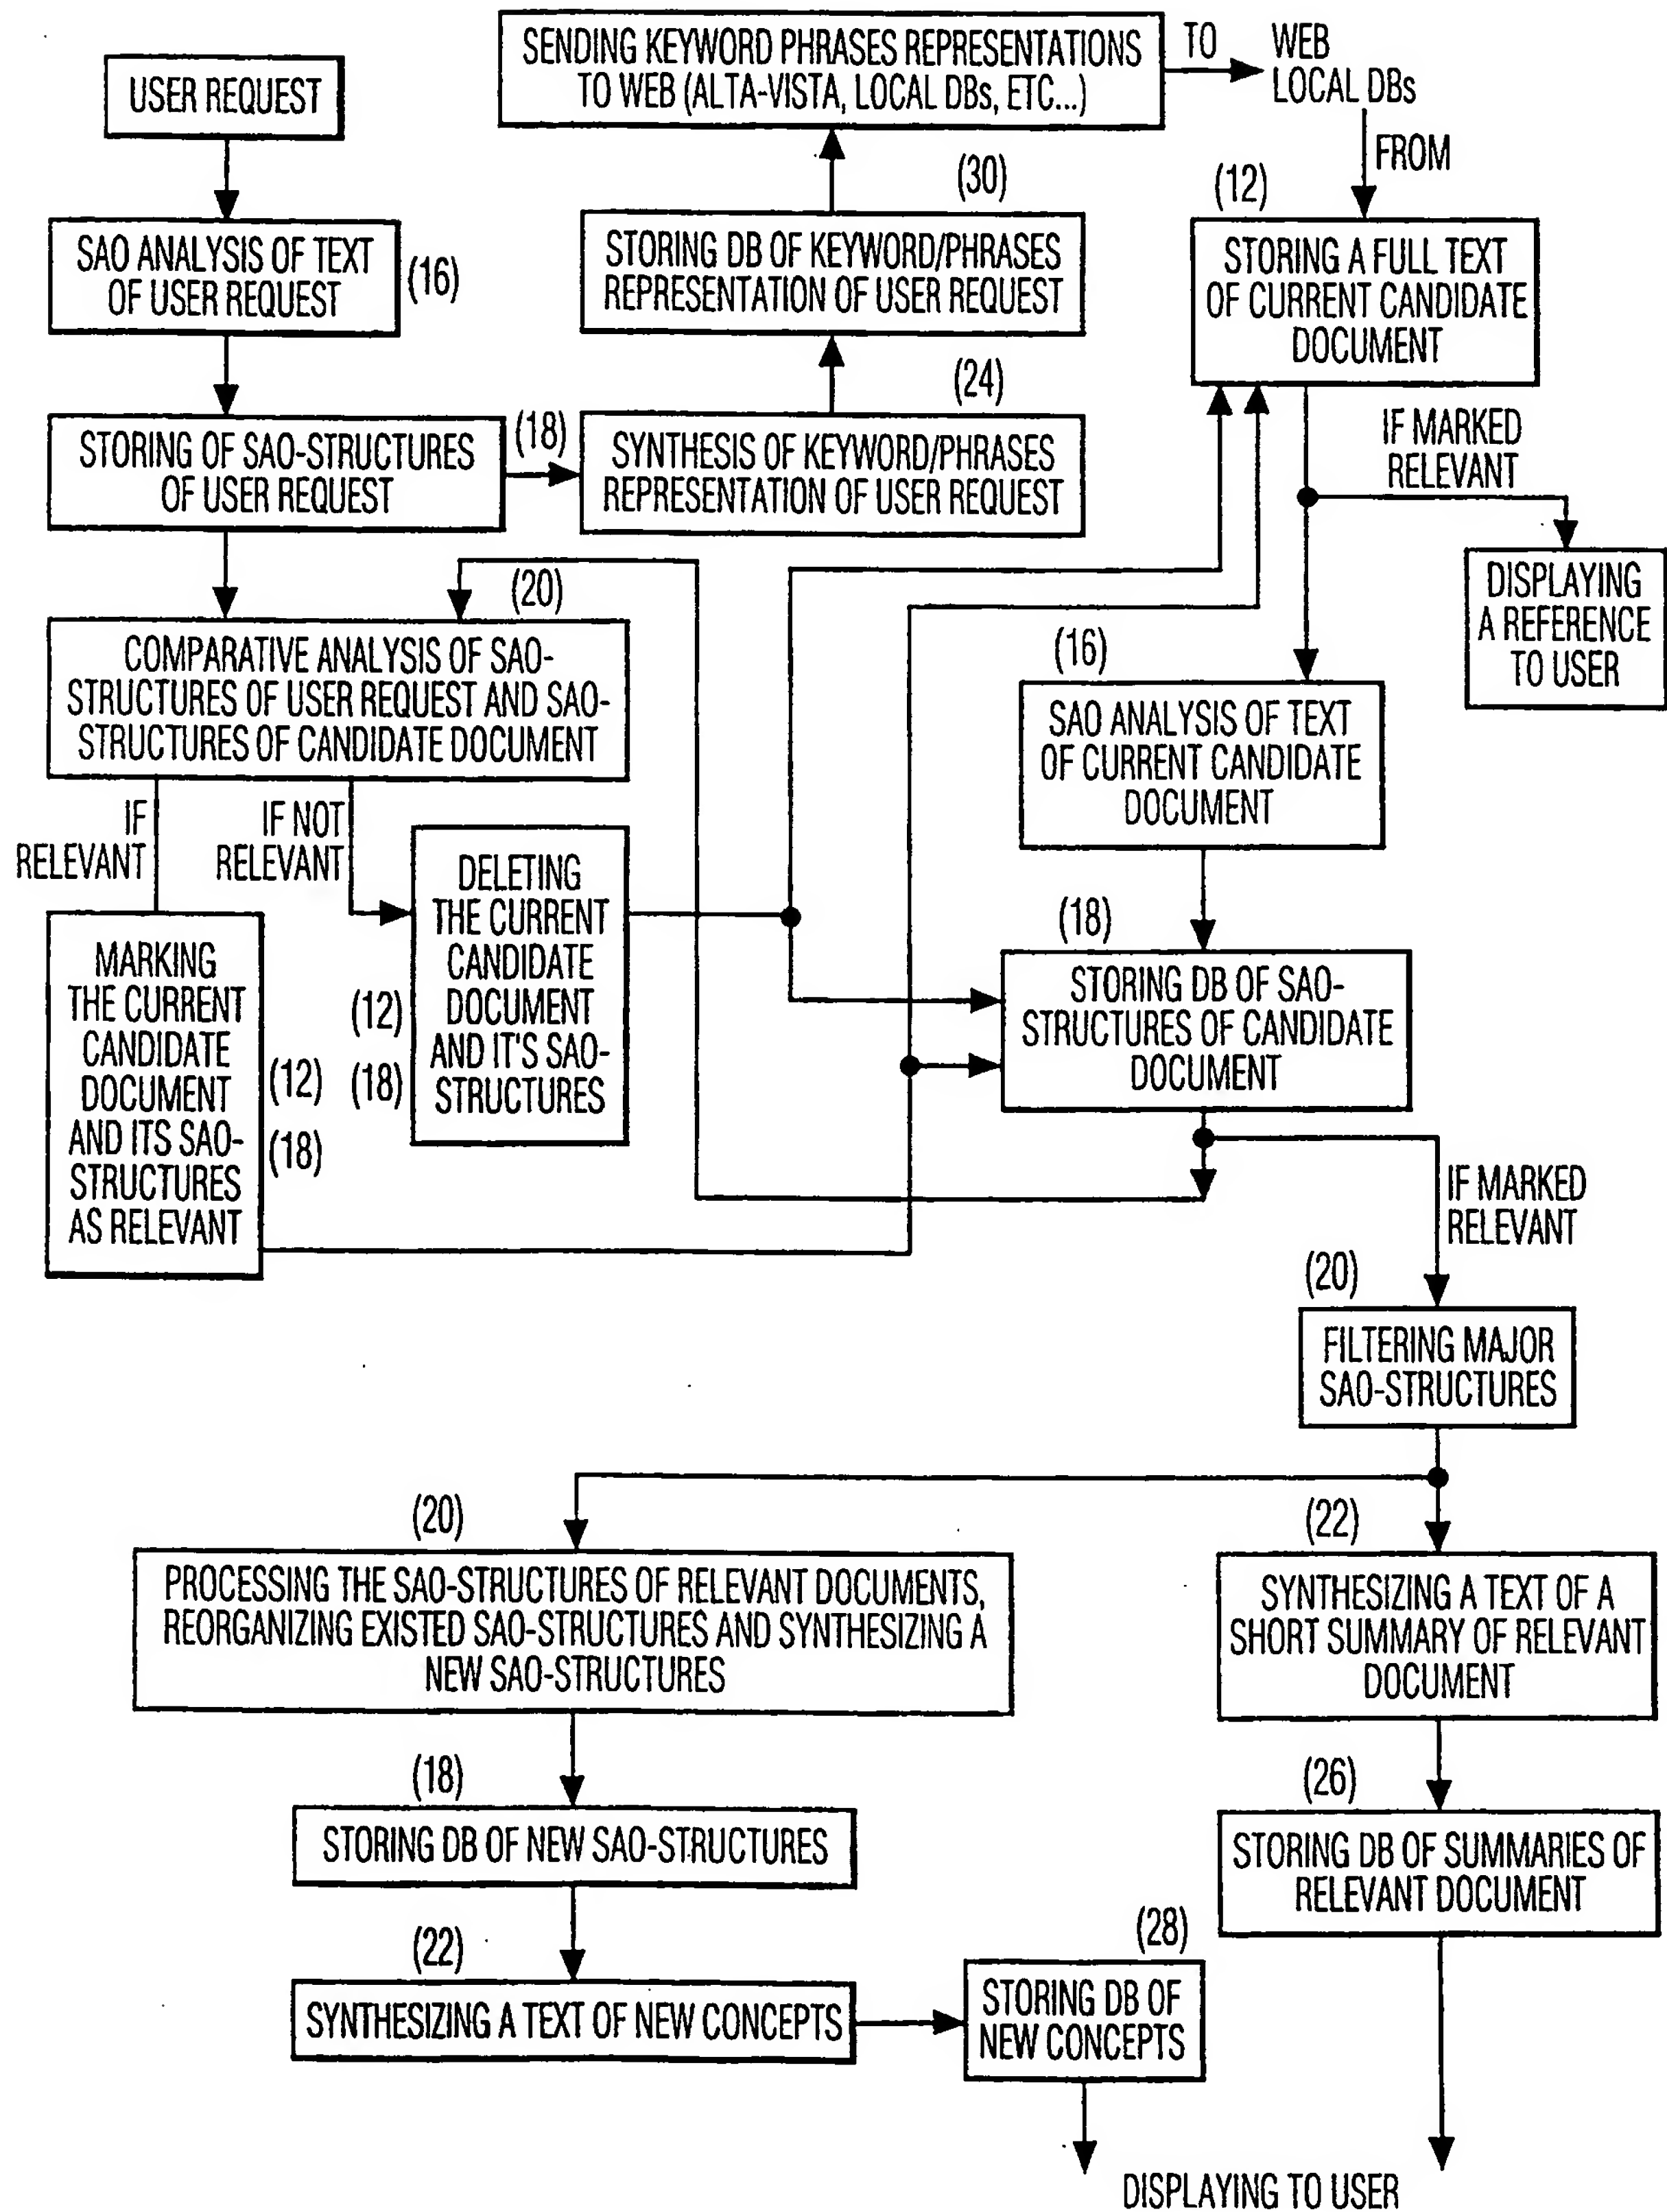 USER REQUEST
SAO ANALYSIS OF TEXT
OF USER REQUEST
(16)
STORING OF SAO-STRUCTURES
OF USER REQUEST
(18)
SYNTHESIS OF KEYWORD/PHRASES
REPRESENTATION OF USER REQUEST
(24)
STORING DB OF KEYWORD/PHRASES
REPRESENTATION OF USER REQUEST
(30)
SENDING KEYWORD PHRASES REPRESENTATIONS
TO WEB (ALTA-VISTA, LOCAL DBs, ETC...)
TO
WEB
LOCAL DBs
FROM
(12)
STORING A FULL TEXT
OF CURRENT CANDIDATE
DOCUMENT
IF MARKED
RELEVANT
DISPLAYING
A REFERENCE
TO USER
(16)
SAO ANALYSIS OF TEXT
OF CURRENT CANDIDATE
DOCUMENT
(18)
STORING DB OF SAO-
STRUCTURES OF CANDIDATE
DOCUMENT
(20)
COMPARATIVE ANALYSIS OF SAO-
STRUCTURES OF USER REQUEST AND SAO-
STRUCTURES OF CANDIDATE DOCUMENT
IF
RELEVANT
IF NOT
RELEVANT
MARKING
THE CURRENT
CANDIDATE
DOCUMENT
AND ITS SAO-
STRUCTURES
AS RELEVANT
(12)
(18)
DELETING
THE CURRENT
CANDIDATE
DOCUMENT
AND IT'S SAO-
STRUCTURES
(12)
(18)
IF MARKED
RELEVANT
(20)
FILTERING MAJOR
SAO-STRUCTURES
(20)
PROCESSING THE SAO-STRUCTURES OF RELEVANT DOCUMENTS,
REORGANIZING EXISTED SAO-STRUCTURES AND SYNTHESIZING A
NEW SAO-STRUCTURES
(22)
SYNTHESIZING A TEXT OF A
SHORT SUMMARY OF RELEVANT
DOCUMENT
(18)
STORING DB OF NEW SAO-STRUCTURES
(26)
STORING DB OF SUMMARIES OF
RELEVANT DOCUMENT
(22)
SYNTHESIZING A TEXT OF NEW CONCEPTS
(28)
STORING DB OF
NEW CONCEPTS
DISPLAYING TO USER